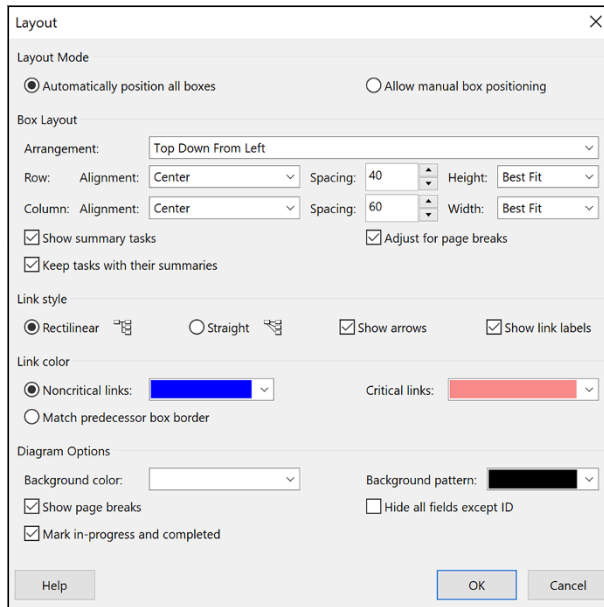 Layout
Layout Mode
Automatically position all boxes Allow manual box positioning
Box Layout
Arrangement: Top Down From Left
Row: Alignment: Center Spacing: 40 Height: Best Fit
Column: Alignment: Center Spacing: 60 Width: Best Fit
Show summary tasks Adjust for page breaks
Keep tasks with their summaries
Link style
Rectilinear Straight Show arrows Show link labels
Link color
Noncritical links: Critical links:
Match predecessor box border
Diagram Options
Background color: Background pattern:
Show page breaks Hide all fields except ID
Mark in-progress and completed
Help OK Cancel